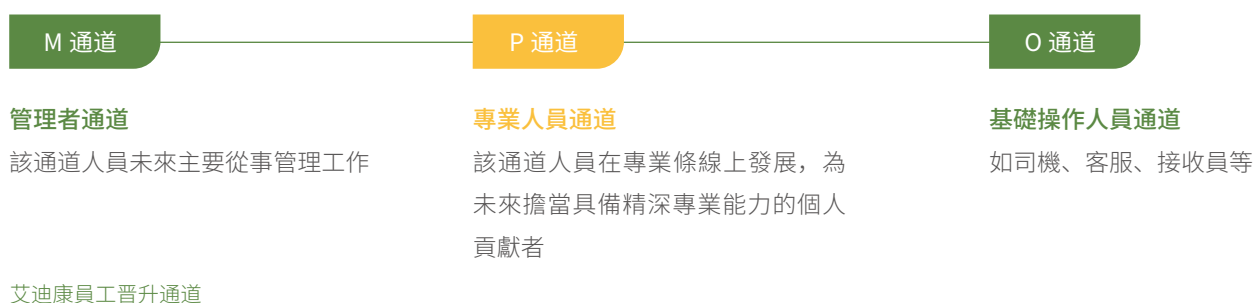 M 通道
P 通道
O 通道
管理者通道
該通道人員未來主要從事管理工作
專業人員通道
該通道人員在專業條線上發展，為
未來擔當具備精深專業能力的個人
貢獻者
基礎操作人員通道
如司機、客服、接收員等
艾迪康員工晉升通道